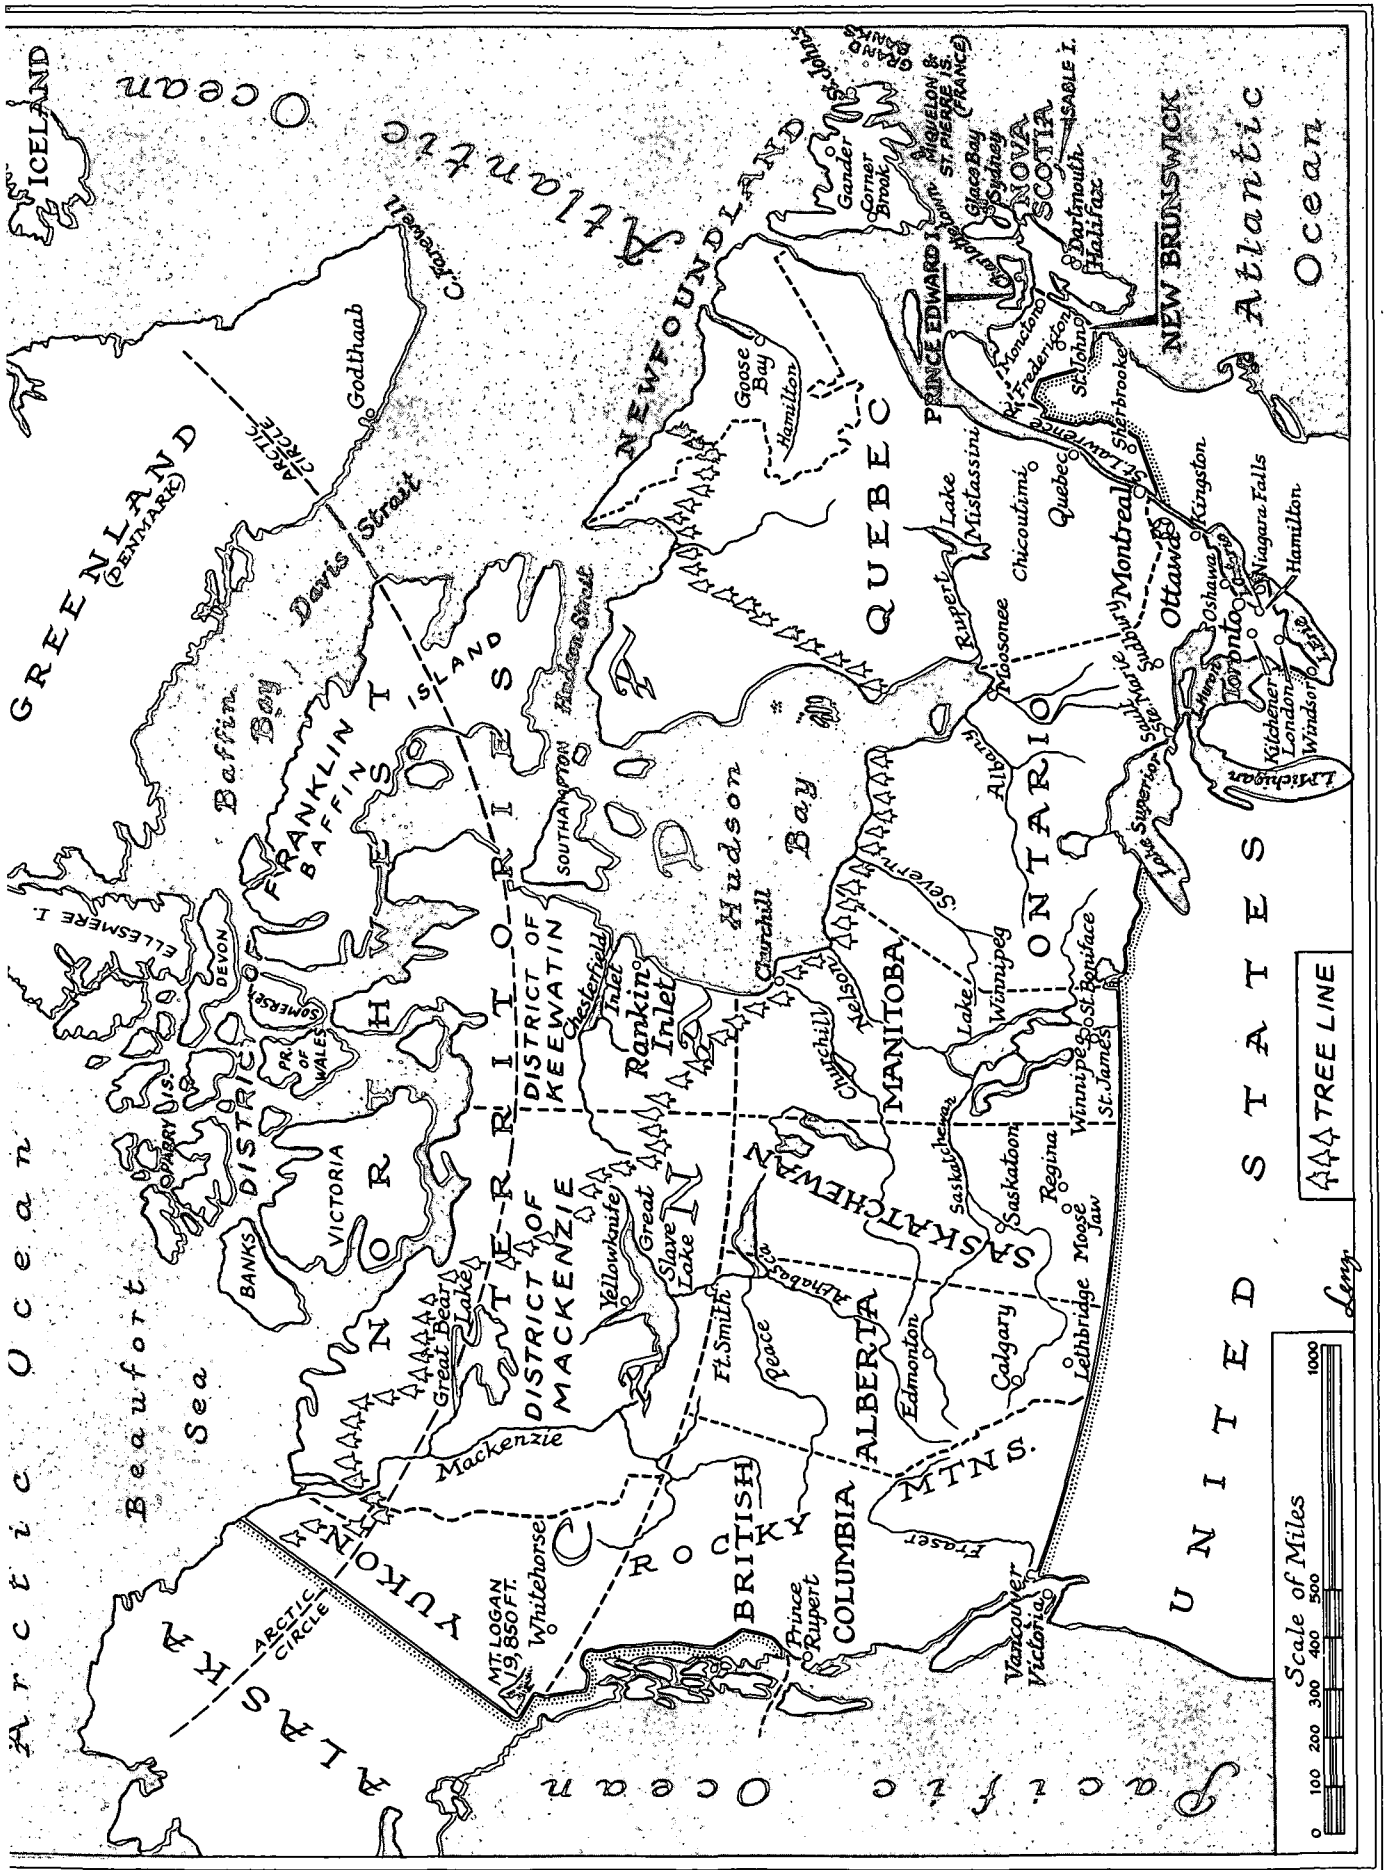 Arctic Ocean
Beaufort
Sea
ALASKA
ARCTIC
CIRCLE
YUKON
MT. LOGAN
19,850 FT.
Whitehorse
Mackenzie
Great Bear
Lake
BANKS
VICTORIA
PARRY IS.
PR.
OF
WALES
SOMERSET
DEVON
ELLESMERE I.
DISTRICT OF FRANKLIN
BAFFIN
ISLAND
Baffin
Bay
GREENLAND
(DENMARK)
ARCTIC
CIRCLE
Godthaab
Davis Strait
C. Farewell
ICELAND
Atlantic Ocean
NORTHWEST
TERRITORIES
DISTRICT OF
MACKENZIE
DISTRICT OF
KEEWATIN
Yellowknife
Great
Slave
Lake
Ft. Smith
Chesterfield
Inlet
Rankin
Inlet
SOUTHAMPTON
Hudson Strait
CANADA
Hudson
Bay
Churchill
BRITISH
COLUMBIA
ROCKY MTNS.
Prince
Rupert
Fraser
Vancouver
Victoria
Pacific Ocean
ALBERTA
Peace
Athabasia
Edmonton
Calgary
Lethbridge
SASKATCHEWAN
Saskatchewan
Saskatoon
Regina
Moose
Jaw
MANITOBA
Churchill
Nelson
Lake
Winnipeg
Winnipeg
St. Boniface
St. James
ONTARIO
Severn
Albany
Moosonee
Lake Superior
Sault
Ste. Marie
Sudbury
L. Michigan
L. Huron
Toronto
Oshawa
L. Ontario
Kitchener
London
Windsor
L. Erie
Niagara Falls
Hamilton
Kingston
Ottawa
Montreal
QUEBEC
Rupert
Lake
Mistassini
Chicoutimi
Quebec
St. Lawrence
R.
Sherbrooke
NEWFOUNDLAND
Goose
Bay
Hamilton
Gander
Corner
Brook
St. John's
GRAND
BANKS
MIQUELON &
ST. PIERRE IS.
(FRANCE)
PRINCE EDWARD I.
Charlottetown
Glace Bay
Sydney
NOVA
SCOTIA
SABLE I.
Dartmouth
Halifax
Moncton
Fredericton
St. John
NEW BRUNSWICK
Atlantic
Ocean
UNITED STATES
TREE LINE
Scale of Miles
0 100 200 300 400 500 1000
Leny